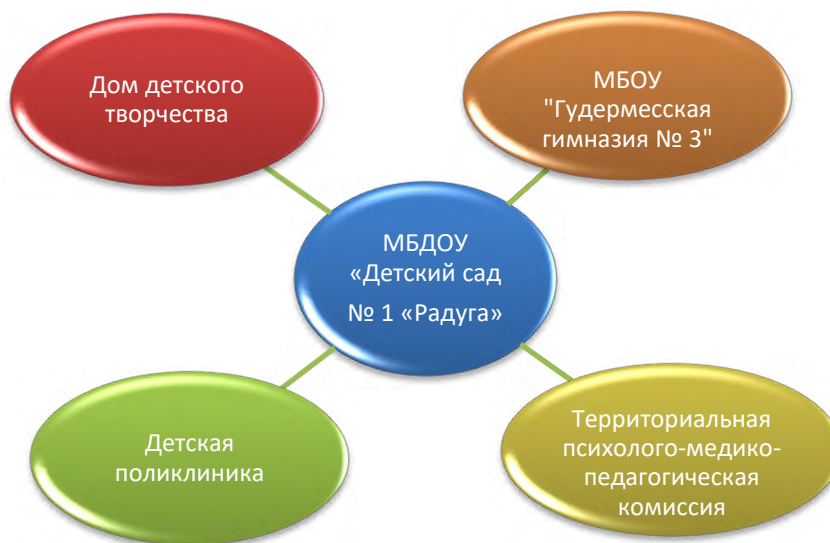 Дом детского
творчества
МБОУ
"Гудермесская
гимназия № 3"
МБДОУ
«Детский сад
№ 1 «Радуга»
Детская
поликлиника
Территориальная
психолого-медико-
педагогическая
комиссия